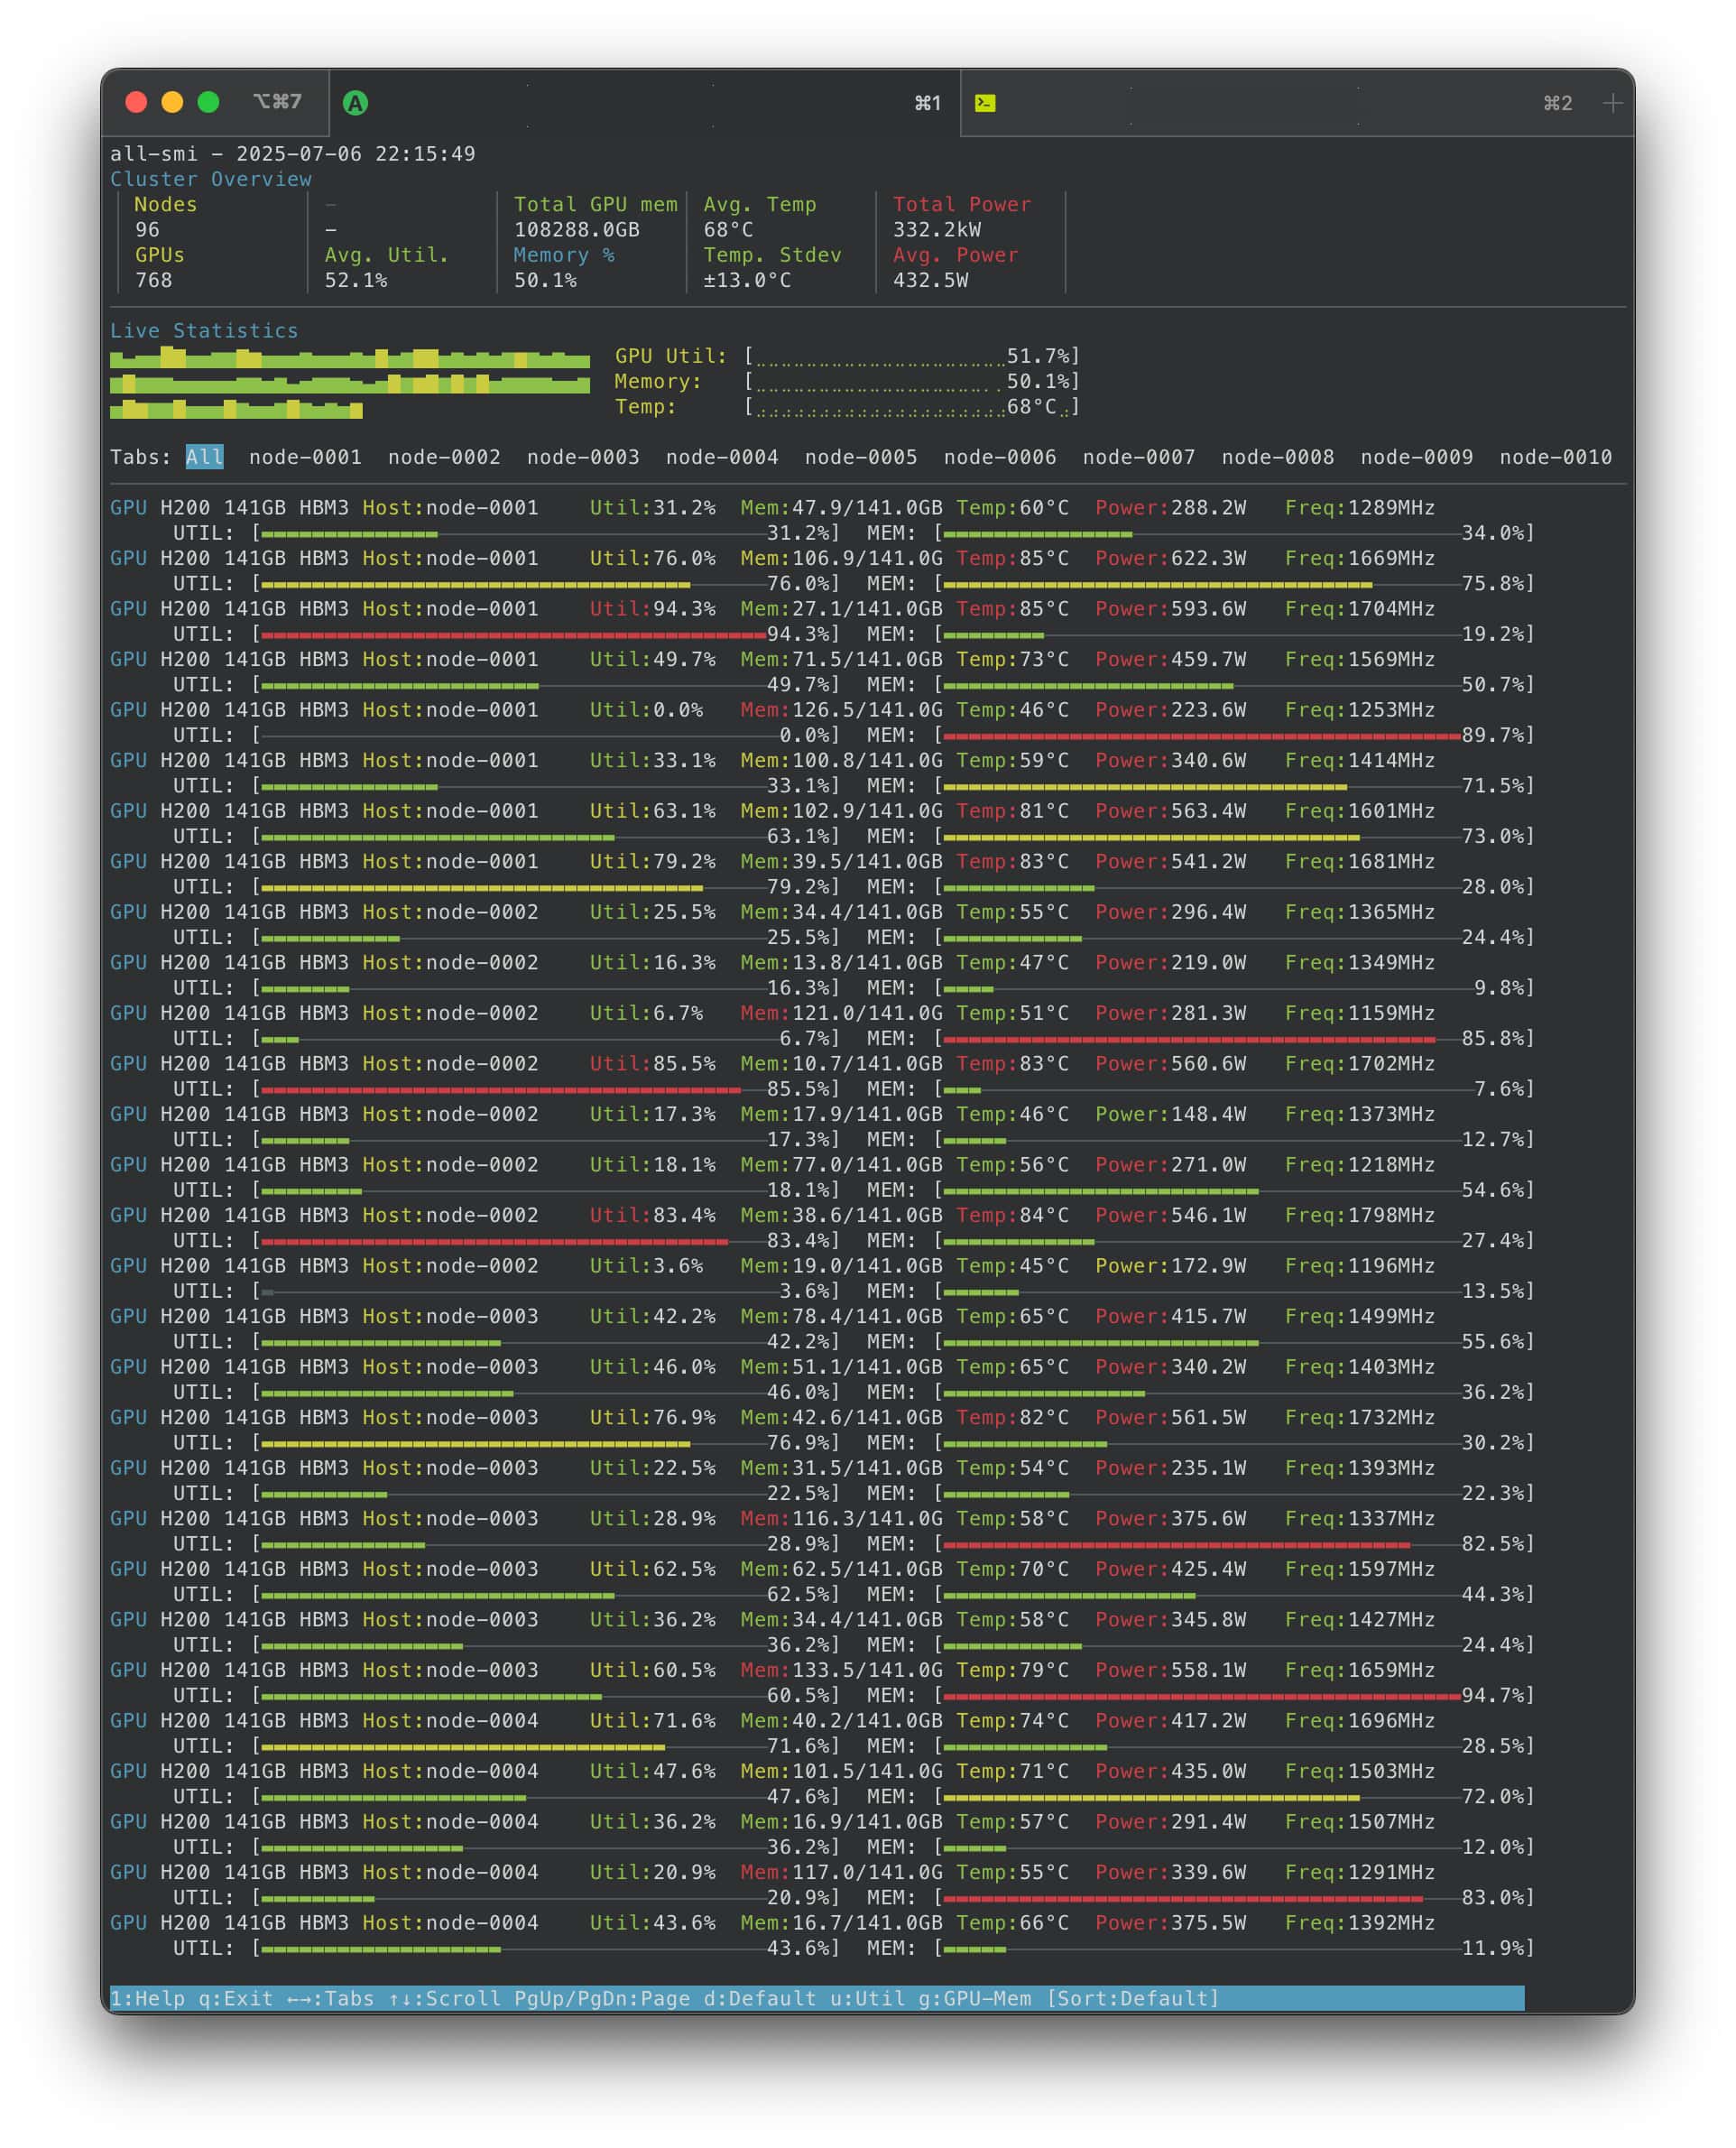 ⌥⌘7 A ⌘1 ⌘2
all-smi - 2025-07-06 22:15:49
Cluster Overview
Nodes - Total GPU mem Avg. Temp Total Power
96 - 108288.0GB 68°C 332.2kW
GPUs Avg. Util. Memory % Temp. Stdev Avg. Power
768 52.1% 50.1% ±13.0°C 432.5W
Live Statistics
GPU Util: [51.7%]
Memory: [50.1%]
Temp: [68°C]
Tabs: All node-0001 node-0002 node-0003 node-0004 node-0005 node-0006 node-0007 node-0008 node-0009 node-0010
GPU H200 141GB HBM3 Host:node-0001 Util:31.2% Mem:47.9/141.0GB Temp:60°C Power:288.2W Freq:1289MHz
UTIL: [31.2%] MEM: [34.0%]
GPU H200 141GB HBM3 Host:node-0001 Util:76.0% Mem:106.9/141.0G Temp:85°C Power:622.3W Freq:1669MHz
UTIL: [76.0%] MEM: [75.8%]
GPU H200 141GB HBM3 Host:node-0001 Util:94.3% Mem:27.1/141.0GB Temp:85°C Power:593.6W Freq:1704MHz
UTIL: [94.3%] MEM: [19.2%]
GPU H200 141GB HBM3 Host:node-0001 Util:49.7% Mem:71.5/141.0GB Temp:73°C Power:459.7W Freq:1569MHz
UTIL: [49.7%] MEM: [50.7%]
GPU H200 141GB HBM3 Host:node-0001 Util:0.0% Mem:126.5/141.0G Temp:46°C Power:223.6W Freq:1253MHz
UTIL: [0.0%] MEM: [89.7%]
GPU H200 141GB HBM3 Host:node-0001 Util:33.1% Mem:100.8/141.0G Temp:59°C Power:340.6W Freq:1414MHz
UTIL: [33.1%] MEM: [71.5%]
GPU H200 141GB HBM3 Host:node-0001 Util:63.1% Mem:102.9/141.0G Temp:81°C Power:563.4W Freq:1601MHz
UTIL: [63.1%] MEM: [73.0%]
GPU H200 141GB HBM3 Host:node-0001 Util:79.2% Mem:39.5/141.0GB Temp:83°C Power:541.2W Freq:1681MHz
UTIL: [79.2%] MEM: [28.0%]
GPU H200 141GB HBM3 Host:node-0002 Util:25.5% Mem:34.4/141.0GB Temp:55°C Power:296.4W Freq:1365MHz
UTIL: [25.5%] MEM: [24.4%]
GPU H200 141GB HBM3 Host:node-0002 Util:16.3% Mem:13.8/141.0GB Temp:47°C Power:219.0W Freq:1349MHz
UTIL: [16.3%] MEM: [9.8%]
GPU H200 141GB HBM3 Host:node-0002 Util:6.7% Mem:121.0/141.0G Temp:51°C Power:281.3W Freq:1159MHz
UTIL: [6.7%] MEM: [85.8%]
GPU H200 141GB HBM3 Host:node-0002 Util:85.5% Mem:10.7/141.0GB Temp:83°C Power:560.6W Freq:1702MHz
UTIL: [85.5%] MEM: [7.6%]
GPU H200 141GB HBM3 Host:node-0002 Util:17.3% Mem:17.9/141.0GB Temp:46°C Power:148.4W Freq:1373MHz
UTIL: [17.3%] MEM: [12.7%]
GPU H200 141GB HBM3 Host:node-0002 Util:18.1% Mem:77.0/141.0GB Temp:56°C Power:271.0W Freq:1218MHz
UTIL: [18.1%] MEM: [54.6%]
GPU H200 141GB HBM3 Host:node-0002 Util:83.4% Mem:38.6/141.0GB Temp:84°C Power:546.1W Freq:1798MHz
UTIL: [83.4%] MEM: [27.4%]
GPU H200 141GB HBM3 Host:node-0002 Util:3.6% Mem:19.0/141.0GB Temp:45°C Power:172.9W Freq:1196MHz
UTIL: [3.6%] MEM: [13.5%]
GPU H200 141GB HBM3 Host:node-0003 Util:42.2% Mem:78.4/141.0GB Temp:65°C Power:415.7W Freq:1499MHz
UTIL: [42.2%] MEM: [55.6%]
GPU H200 141GB HBM3 Host:node-0003 Util:46.0% Mem:51.1/141.0GB Temp:65°C Power:340.2W Freq:1403MHz
UTIL: [46.0%] MEM: [36.2%]
GPU H200 141GB HBM3 Host:node-0003 Util:76.9% Mem:42.6/141.0GB Temp:82°C Power:561.5W Freq:1732MHz
UTIL: [76.9%] MEM: [30.2%]
GPU H200 141GB HBM3 Host:node-0003 Util:22.5% Mem:31.5/141.0GB Temp:54°C Power:235.1W Freq:1393MHz
UTIL: [22.5%] MEM: [22.3%]
GPU H200 141GB HBM3 Host:node-0003 Util:28.9% Mem:116.3/141.0G Temp:58°C Power:375.6W Freq:1337MHz
UTIL: [28.9%] MEM: [82.5%]
GPU H200 141GB HBM3 Host:node-0003 Util:62.5% Mem:62.5/141.0GB Temp:70°C Power:425.4W Freq:1597MHz
UTIL: [62.5%] MEM: [44.3%]
GPU H200 141GB HBM3 Host:node-0003 Util:36.2% Mem:34.4/141.0GB Temp:58°C Power:345.8W Freq:1427MHz
UTIL: [36.2%] MEM: [24.4%]
GPU H200 141GB HBM3 Host:node-0003 Util:60.5% Mem:133.5/141.0G Temp:79°C Power:558.1W Freq:1659MHz
UTIL: [60.5%] MEM: [94.7%]
GPU H200 141GB HBM3 Host:node-0004 Util:71.6% Mem:40.2/141.0GB Temp:74°C Power:417.2W Freq:1696MHz
UTIL: [71.6%] MEM: [28.5%]
GPU H200 141GB HBM3 Host:node-0004 Util:47.6% Mem:101.5/141.0G Temp:71°C Power:435.0W Freq:1503MHz
UTIL: [47.6%] MEM: [72.0%]
GPU H200 141GB HBM3 Host:node-0004 Util:36.2% Mem:16.9/141.0GB Temp:57°C Power:291.4W Freq:1507MHz
UTIL: [36.2%] MEM: [12.0%]
GPU H200 141GB HBM3 Host:node-0004 Util:20.9% Mem:117.0/141.0G Temp:55°C Power:339.6W Freq:1291MHz
UTIL: [20.9%] MEM: [83.0%]
GPU H200 141GB HBM3 Host:node-0004 Util:43.6% Mem:16.7/141.0GB Temp:66°C Power:375.5W Freq:1392MHz
UTIL: [43.6%] MEM: [11.9%]
1:Help q:Exit ←→:Tabs ↑↓:Scroll PgUp/PgDn:Page d:Default u:Util g:GPU-Mem [Sort:Default]